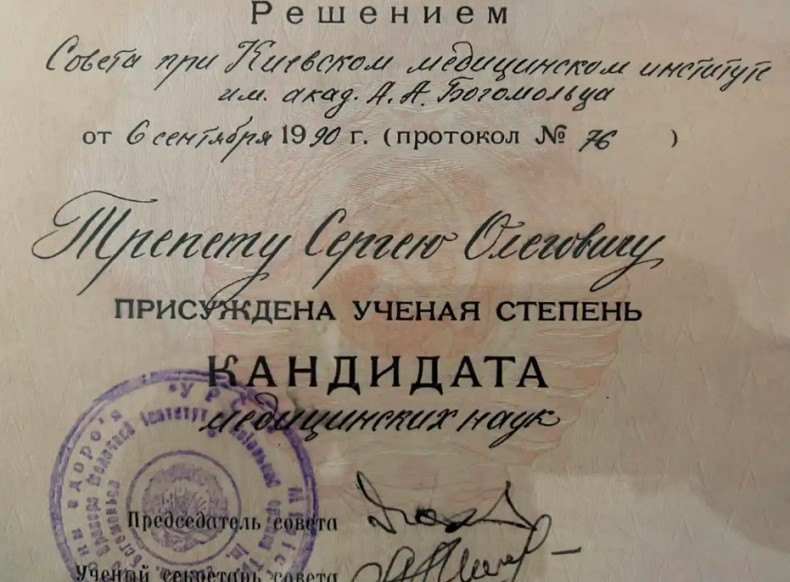 Решением
Совета при Киевском медицинском институте
им. акад. А. А. Богомольца
от 6 сентября 1990 г. (протокол № 76 )
Трепету Сергею Олеговичу
ПРИСУЖДЕНА УЧЕНАЯ СТЕПЕНЬ
КАНДИДАТА
медицинских наук
Председатель совета
Ученый секретарь совета